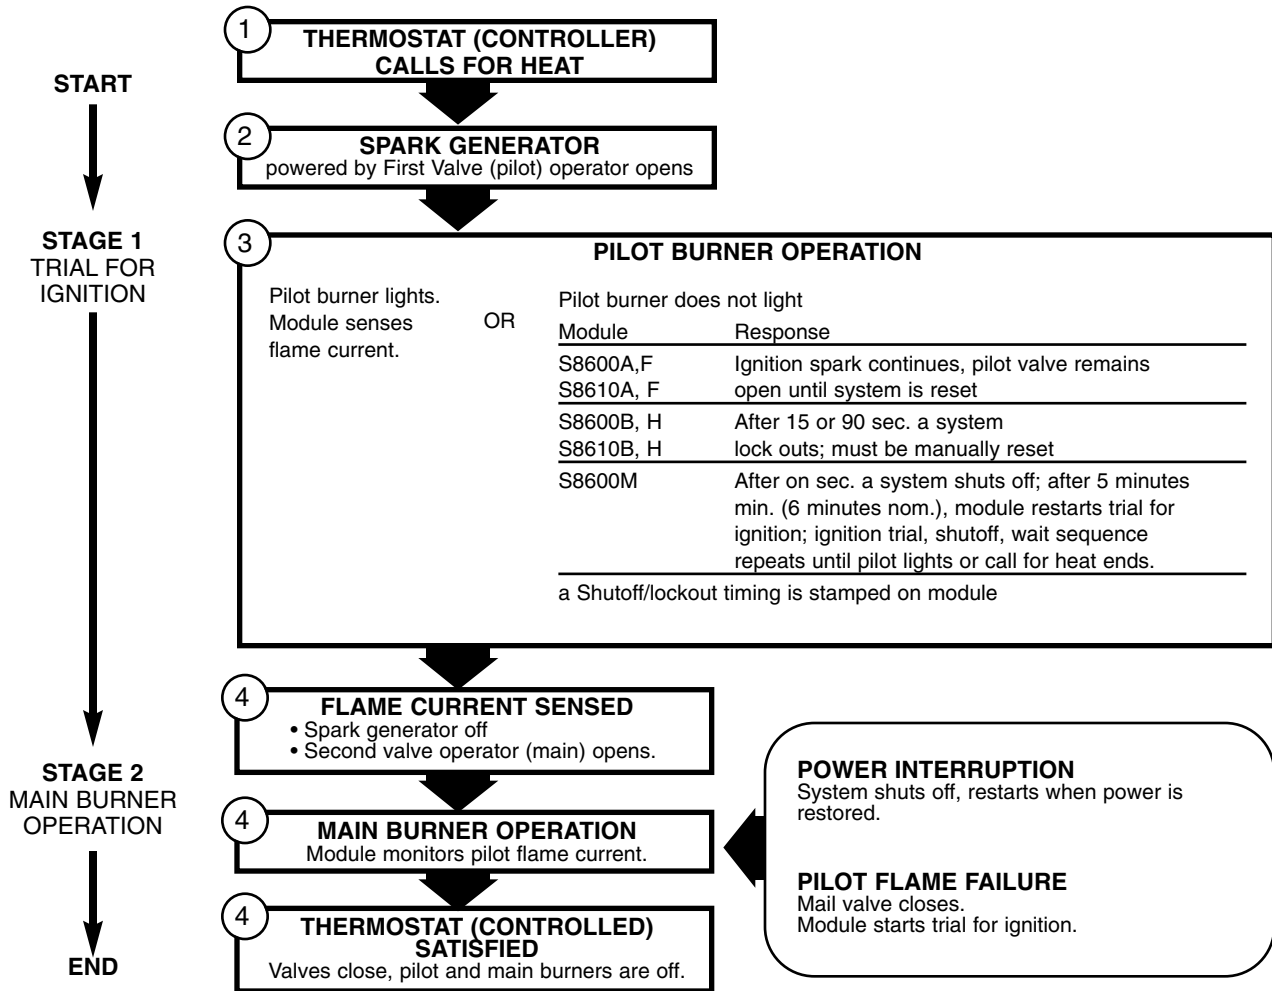 1
THERMOSTAT (CONTROLLER)
CALLS FOR HEAT
START
2
SPARK GENERATOR
powered by First Valve (pilot) operator opens
STAGE 1
TRIAL FOR
IGNITION
3
PILOT BURNER OPERATION
Pilot burner lights.
Module senses
flame current.
OR
Pilot burner does not light
Module Response
S8600A,F Ignition spark continues, pilot valve remains
S8610A, F open until system is reset
S8600B, H After 15 or 90 sec. a system
S8610B, H lock outs; must be manually reset
S8600M After on sec. a system shuts off; after 5 minutes
min. (6 minutes nom.), module restarts trial for
ignition; ignition trial, shutoff, wait sequence
repeats until pilot lights or call for heat ends.
a Shutoff/lockout timing is stamped on module
4
FLAME CURRENT SENSED
• Spark generator off
• Second valve operator (main) opens.
STAGE 2
MAIN BURNER
OPERATION
4
MAIN BURNER OPERATION
Module monitors pilot flame current.
POWER INTERRUPTION
System shuts off, restarts when power is
restored.
PILOT FLAME FAILURE
Mail valve closes.
Module starts trial for ignition.
4
THERMOSTAT (CONTROLLED)
SATISFIED
Valves close, pilot and main burners are off.
END